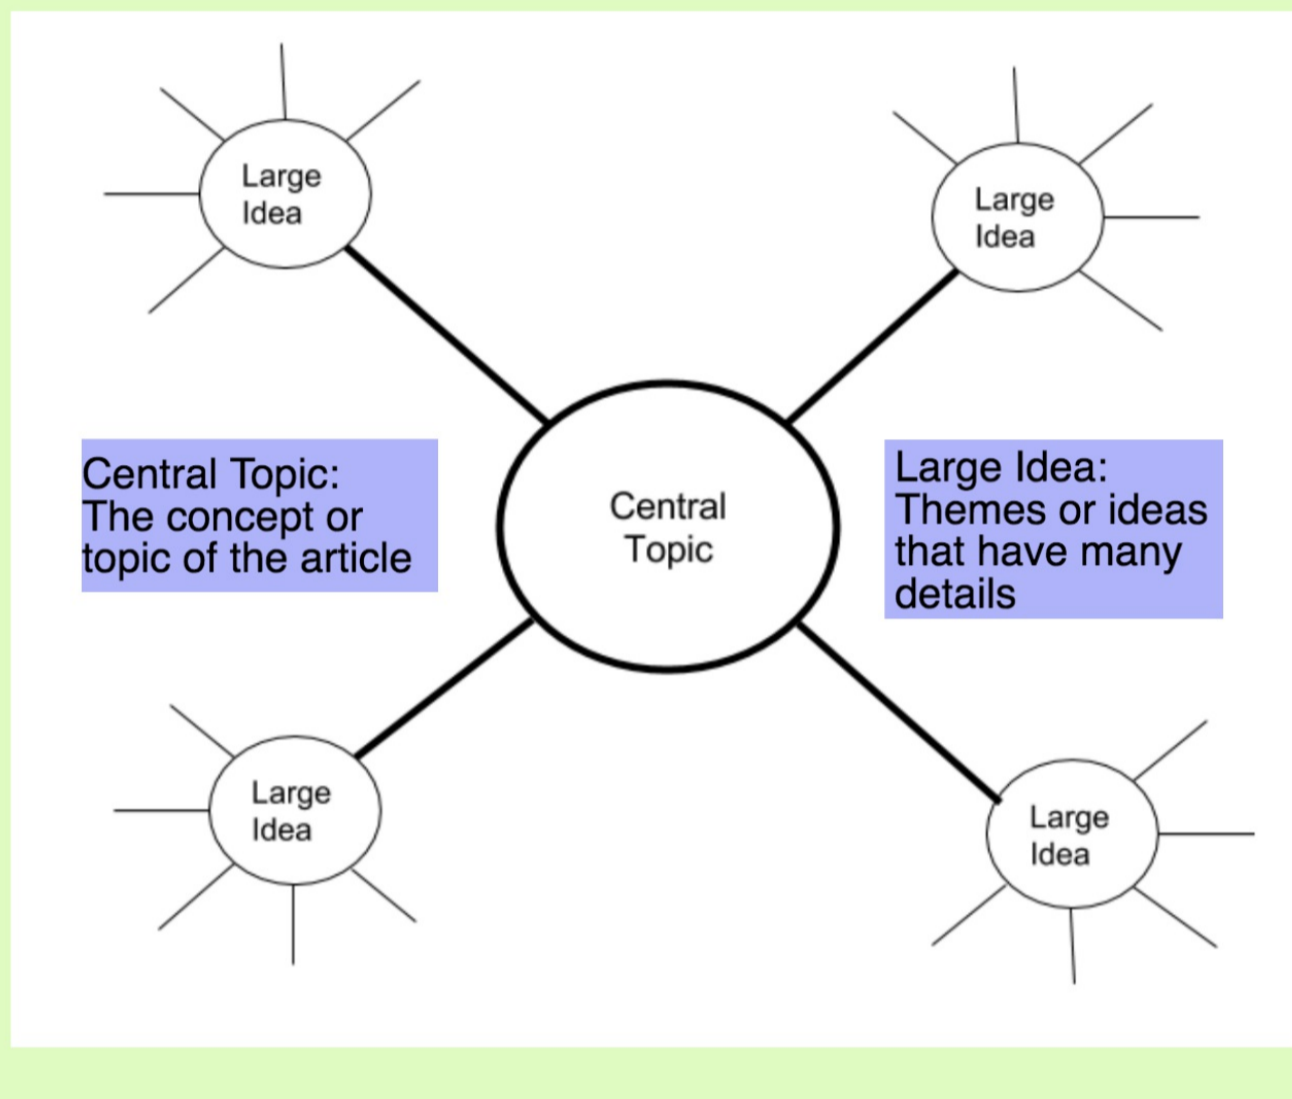 Large
Idea
Large
Idea
Central Topic:
The concept or
topic of the article
Central
Topic
Large Idea:
Themes or ideas
that have many
details
Large
Idea
Large
Idea